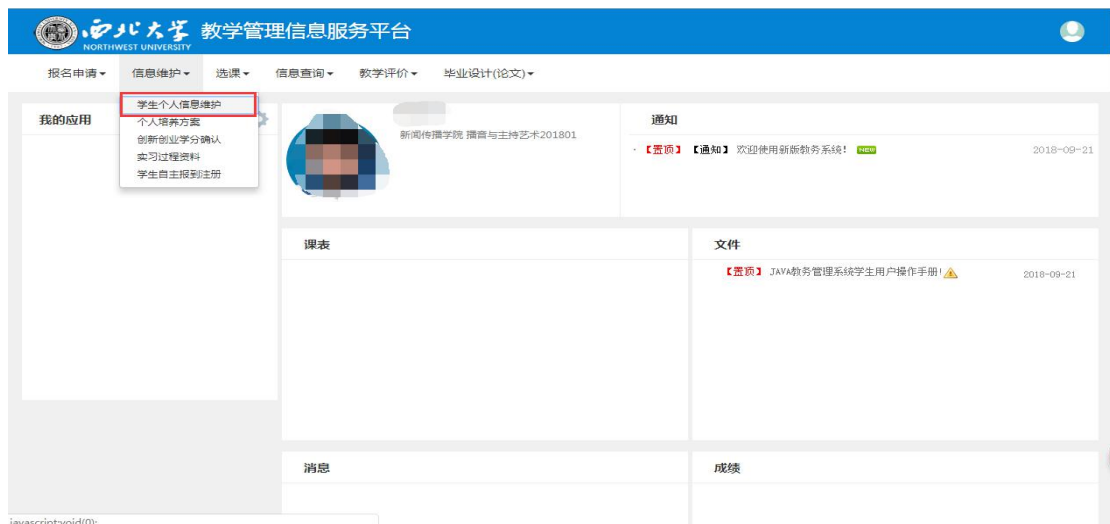 西北大学 教学管理信息服务平台
NORTHWEST UNIVERSITY
报名申请 信息维护 选课 信息查询 教学评价 毕业设计(论文)
学生个人信息维护
个人培养方案
创新创业学分确认
实习过程资料
学生自主报到注册
我的应用
新闻传播学院 播音与主持艺术201801
通知
· 【置顶】【通知】 欢迎使用新版教务系统! NEW 2018-09-21
课表
文件
【置顶】 JAVA教务管理系统学生用户操作手册! 2018-09-21
消息
成绩
javascript:void(0);